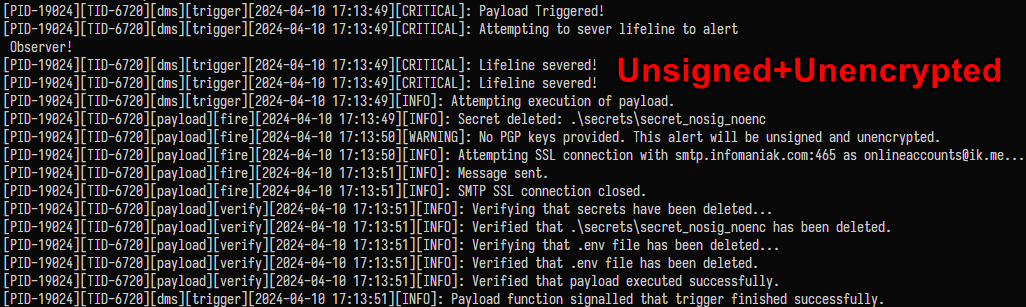 [PID-19024][TID-6720][dms][trigger][2024-04-10 17:13:49][CRITICAL]: Payload Triggered!
[PID-19024][TID-6720][dms][trigger][2024-04-10 17:13:49][CRITICAL]: Attempting to sever lifeline to alert
Observer!
[PID-19024][TID-6720][dms][trigger][2024-04-10 17:13:49][CRITICAL]: Lifeline severed!
Unsigned+Unencrypted
[PID-19024][TID-6720][dms][trigger][2024-04-10 17:13:49][CRITICAL]: Lifeline severed!
[PID-19024][TID-6720][dms][trigger][2024-04-10 17:13:49][INFO]: Attempting execution of payload.
[PID-19024][TID-6720][payload][fire][2024-04-10 17:13:49][INFO]: Secret deleted: .\secrets\secret_nosig_noenc
[PID-19024][TID-6720][payload][fire][2024-04-10 17:13:50][WARNING]: No PGP keys provided. This alert will be unsigned and unencrypted.
[PID-19024][TID-6720][payload][fire][2024-04-10 17:13:50][INFO]: Attempting SSL connection with smtp.infomaniak.com:465 as onlineaccounts@ik.me...
[PID-19024][TID-6720][payload][fire][2024-04-10 17:13:51][INFO]: Message sent.
[PID-19024][TID-6720][payload][fire][2024-04-10 17:13:51][INFO]: SMTP SSL connection closed.
[PID-19024][TID-6720][payload][verify][2024-04-10 17:13:51][INFO]: Verifying that secrets have been deleted...
[PID-19024][TID-6720][payload][verify][2024-04-10 17:13:51][INFO]: Verified that .\secrets\secret_nosig_noenc has been deleted.
[PID-19024][TID-6720][payload][verify][2024-04-10 17:13:51][INFO]: Verifying that .env file has been deleted...
[PID-19024][TID-6720][payload][verify][2024-04-10 17:13:51][INFO]: Verified that .env file has been deleted.
[PID-19024][TID-6720][payload][verify][2024-04-10 17:13:51][INFO]: Verified that payload executed successfully.
[PID-19024][TID-6720][dms][trigger][2024-04-10 17:13:51][INFO]: Payload function signalled that trigger finished successfully.